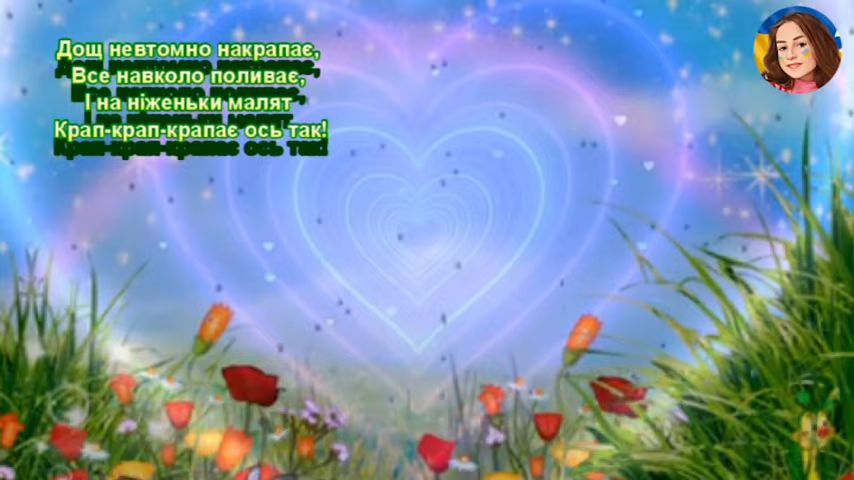 Дощ невтомно накрапає,
Все навколо поливає,
І на ніженьки малят
Крап-крап-крапає ось так!